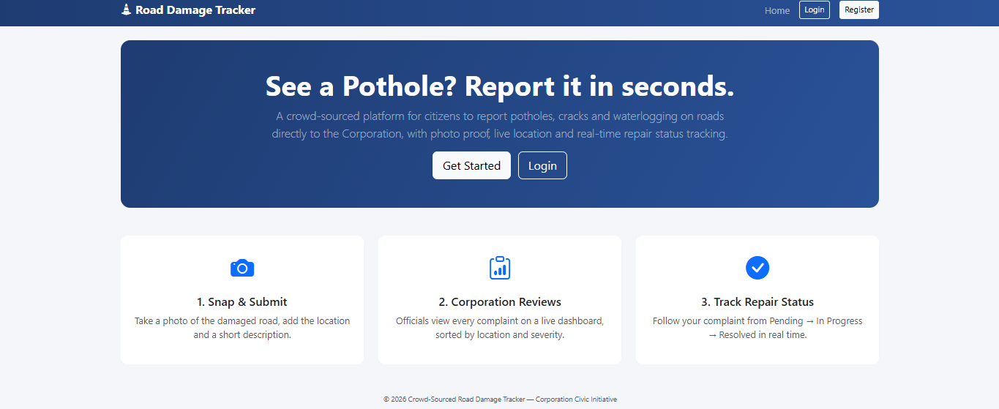 Road Damage Tracker
Home
Login
Register
See a Pothole? Report it in seconds.
A crowd-sourced platform for citizens to report potholes, cracks and waterlogging on roads
directly to the Corporation, with photo proof, live location and real-time repair status tracking.
Get Started
Login
1. Snap & Submit
Take a photo of the damaged road, add the location
and a short description.
2. Corporation Reviews
Officials view every complaint on a live dashboard,
sorted by location and severity.
3. Track Repair Status
Follow your complaint from Pending → In Progress
→ Resolved in real time.
© 2026 Crowd-Sourced Road Damage Tracker — Corporation Civic Initiative